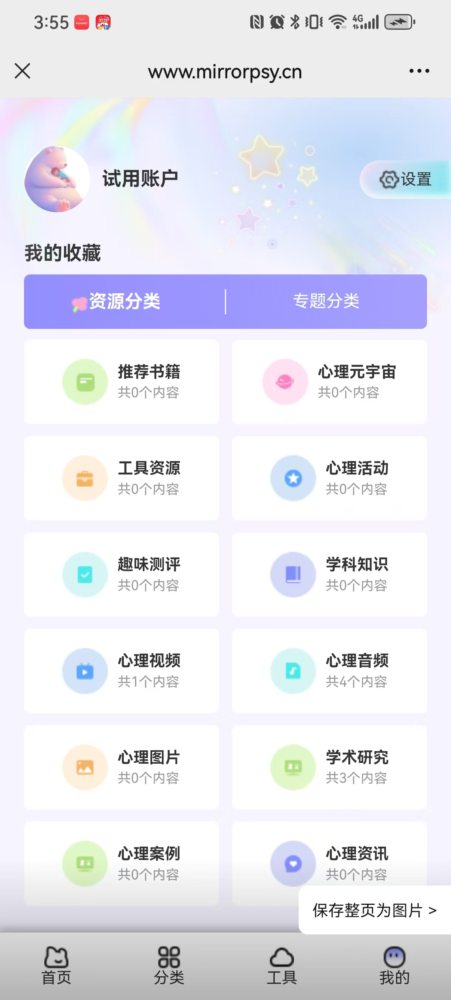 3:55
HUAWEI
11.11
4G
www.mirrorpsy.cn
试用账户
设置
我的收藏
资源分类
专题分类
推荐书籍
共0个内容
心理元宇宙
共0个内容
工具资源
共0个内容
心理活动
共0个内容
趣味测评
共0个内容
学科知识
共0个内容
心理视频
共1个内容
心理音频
共4个内容
心理图片
共0个内容
学术研究
共3个内容
心理案例
共0个内容
心理资讯
共0个内容
保存整页为图片 >
首页
分类
工具
我的